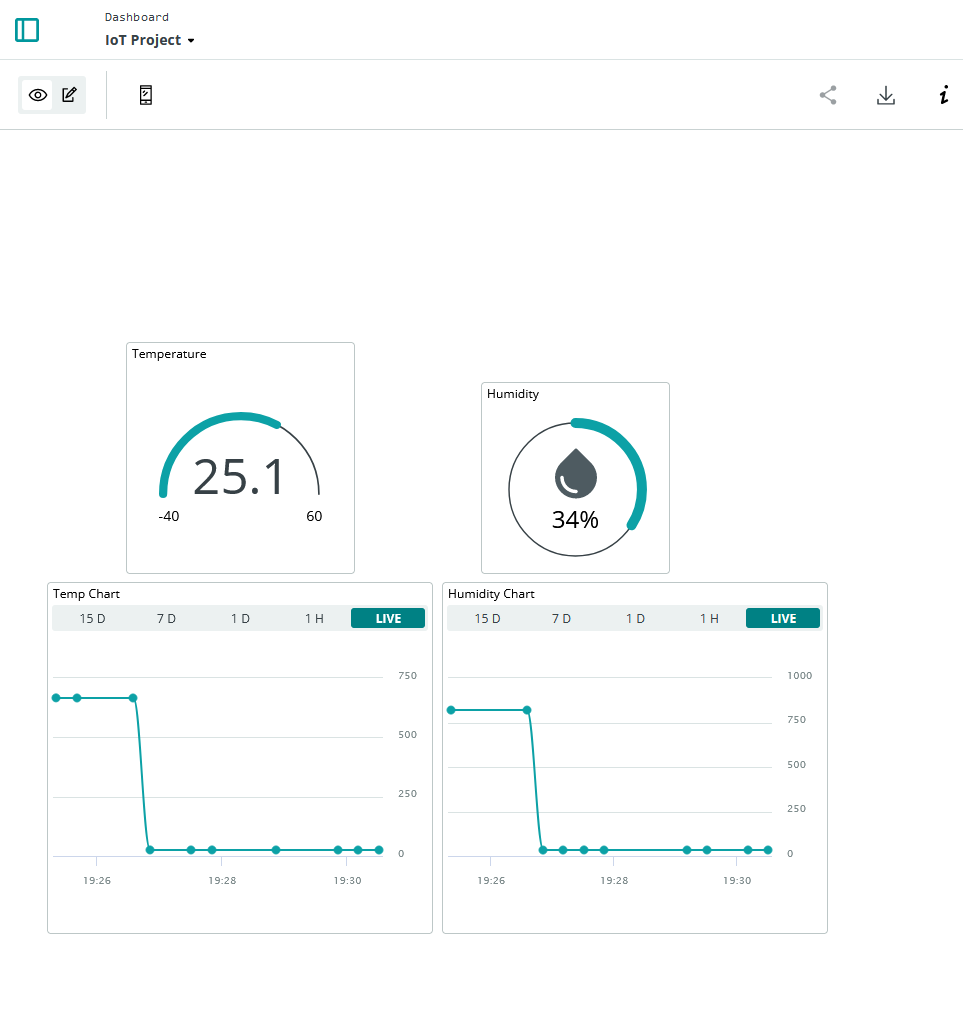 Dashboard
IoT Project
Temperature
25.1
-40 60
Humidity
34%
Temp Chart
15 D 7 D 1 D 1 H LIVE
750
500
250
0
19:26 19:28 19:30
Humidity Chart
15 D 7 D 1 D 1 H LIVE
1000
750
500
250
0
19:26 19:28 19:30